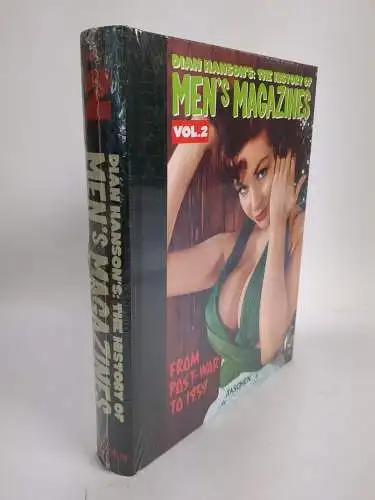 DIAN HANSON'S: THE HISTORY OF
MEN'S MAGAZINES
VOL.2
FROM
POST-WAR
TO 1959
TASCHEN
DIAN HANSON'S: THE HISTORY OF
MEN'S MAGAZINES